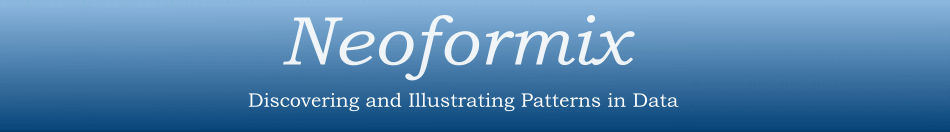 Neoformix
Discovering and Illustrating Patterns in Data